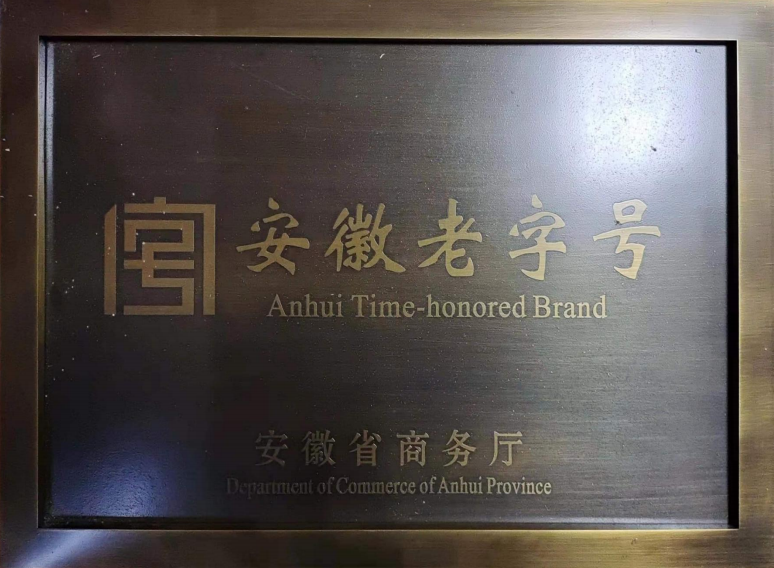 安徽老字号
Anhui Time-honored Brand
安徽省商务厅
Department of Commerce of Anhui Province